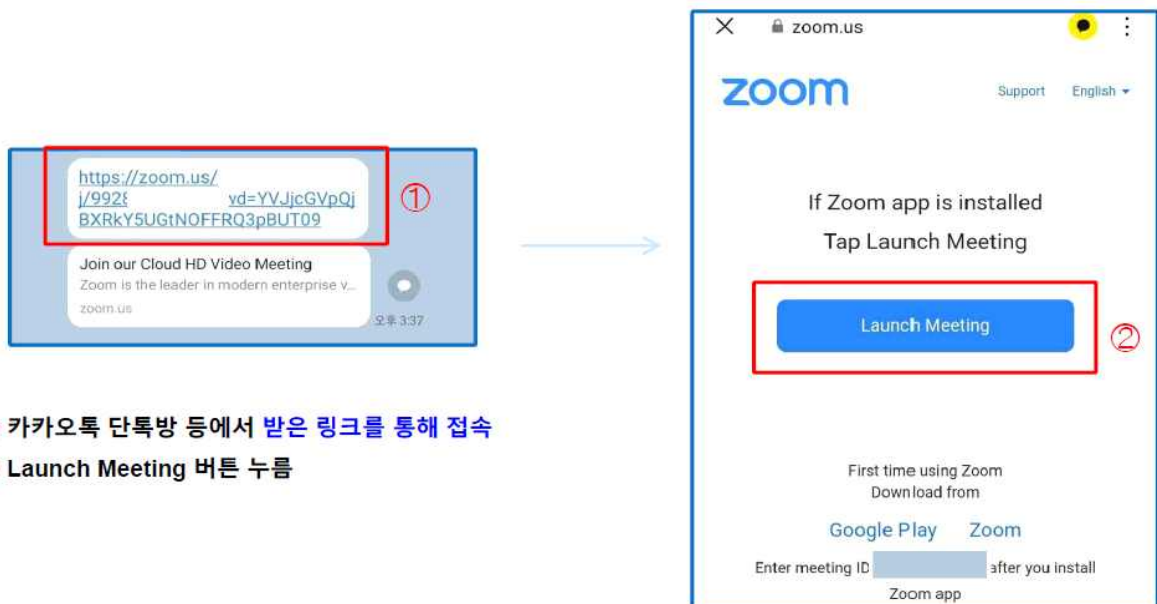 https://zoom.us/
j/992 vd=YVJjcGVpQj
BXRkY5UGtNOFFRQ3pBUT09
①
Join our Cloud HD Video Meeting
Zoom is the leader in modern enterprise v...
zoom.us
오후 3:37
카카오톡 단톡방 등에서 받은 링크를 통해 접속
Launch Meeting 버튼 누름
zoom.us
zoom
Support English
If Zoom app is installed
Tap Launch Meeting
Launch Meeting
②
First time using Zoom
Download from
Google Play Zoom
Enter meeting ID after you install
Zoom app